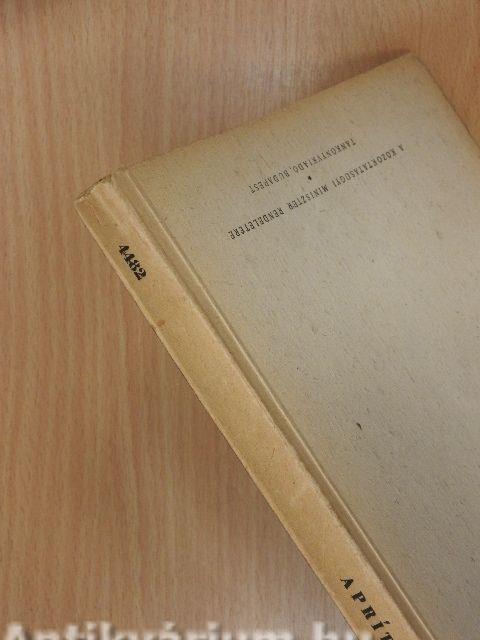 A KÖZOKTATÁSÜGYI MINISZTER RENDELETÉRE
TANKÖNYVKIADÓ, BUDAPEST
4482
APRÍT
Antikvárium.hu